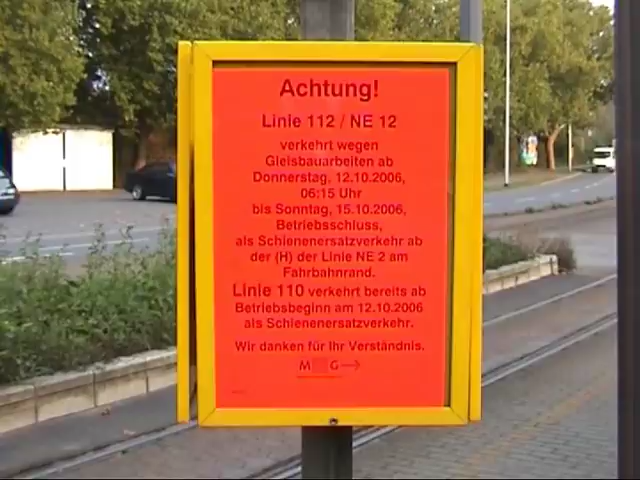 Achtung!
Linie 112 / NE 12
verkehrt wegen
Gleisbauarbeiten ab
Donnerstag, 12.10.2006,
06:15 Uhr
bis Sonntag, 15.10.2006,
Betriebsschluss,
als Schienenersatzverkehr ab
der (H) der Linie NE 2 am
Fahrbahnrand.
Linie 110 verkehrt bereits ab
Betriebsbeginn am 12.10.2006
als Schienenersatzverkehr.
Wir danken für Ihr Verständnis.